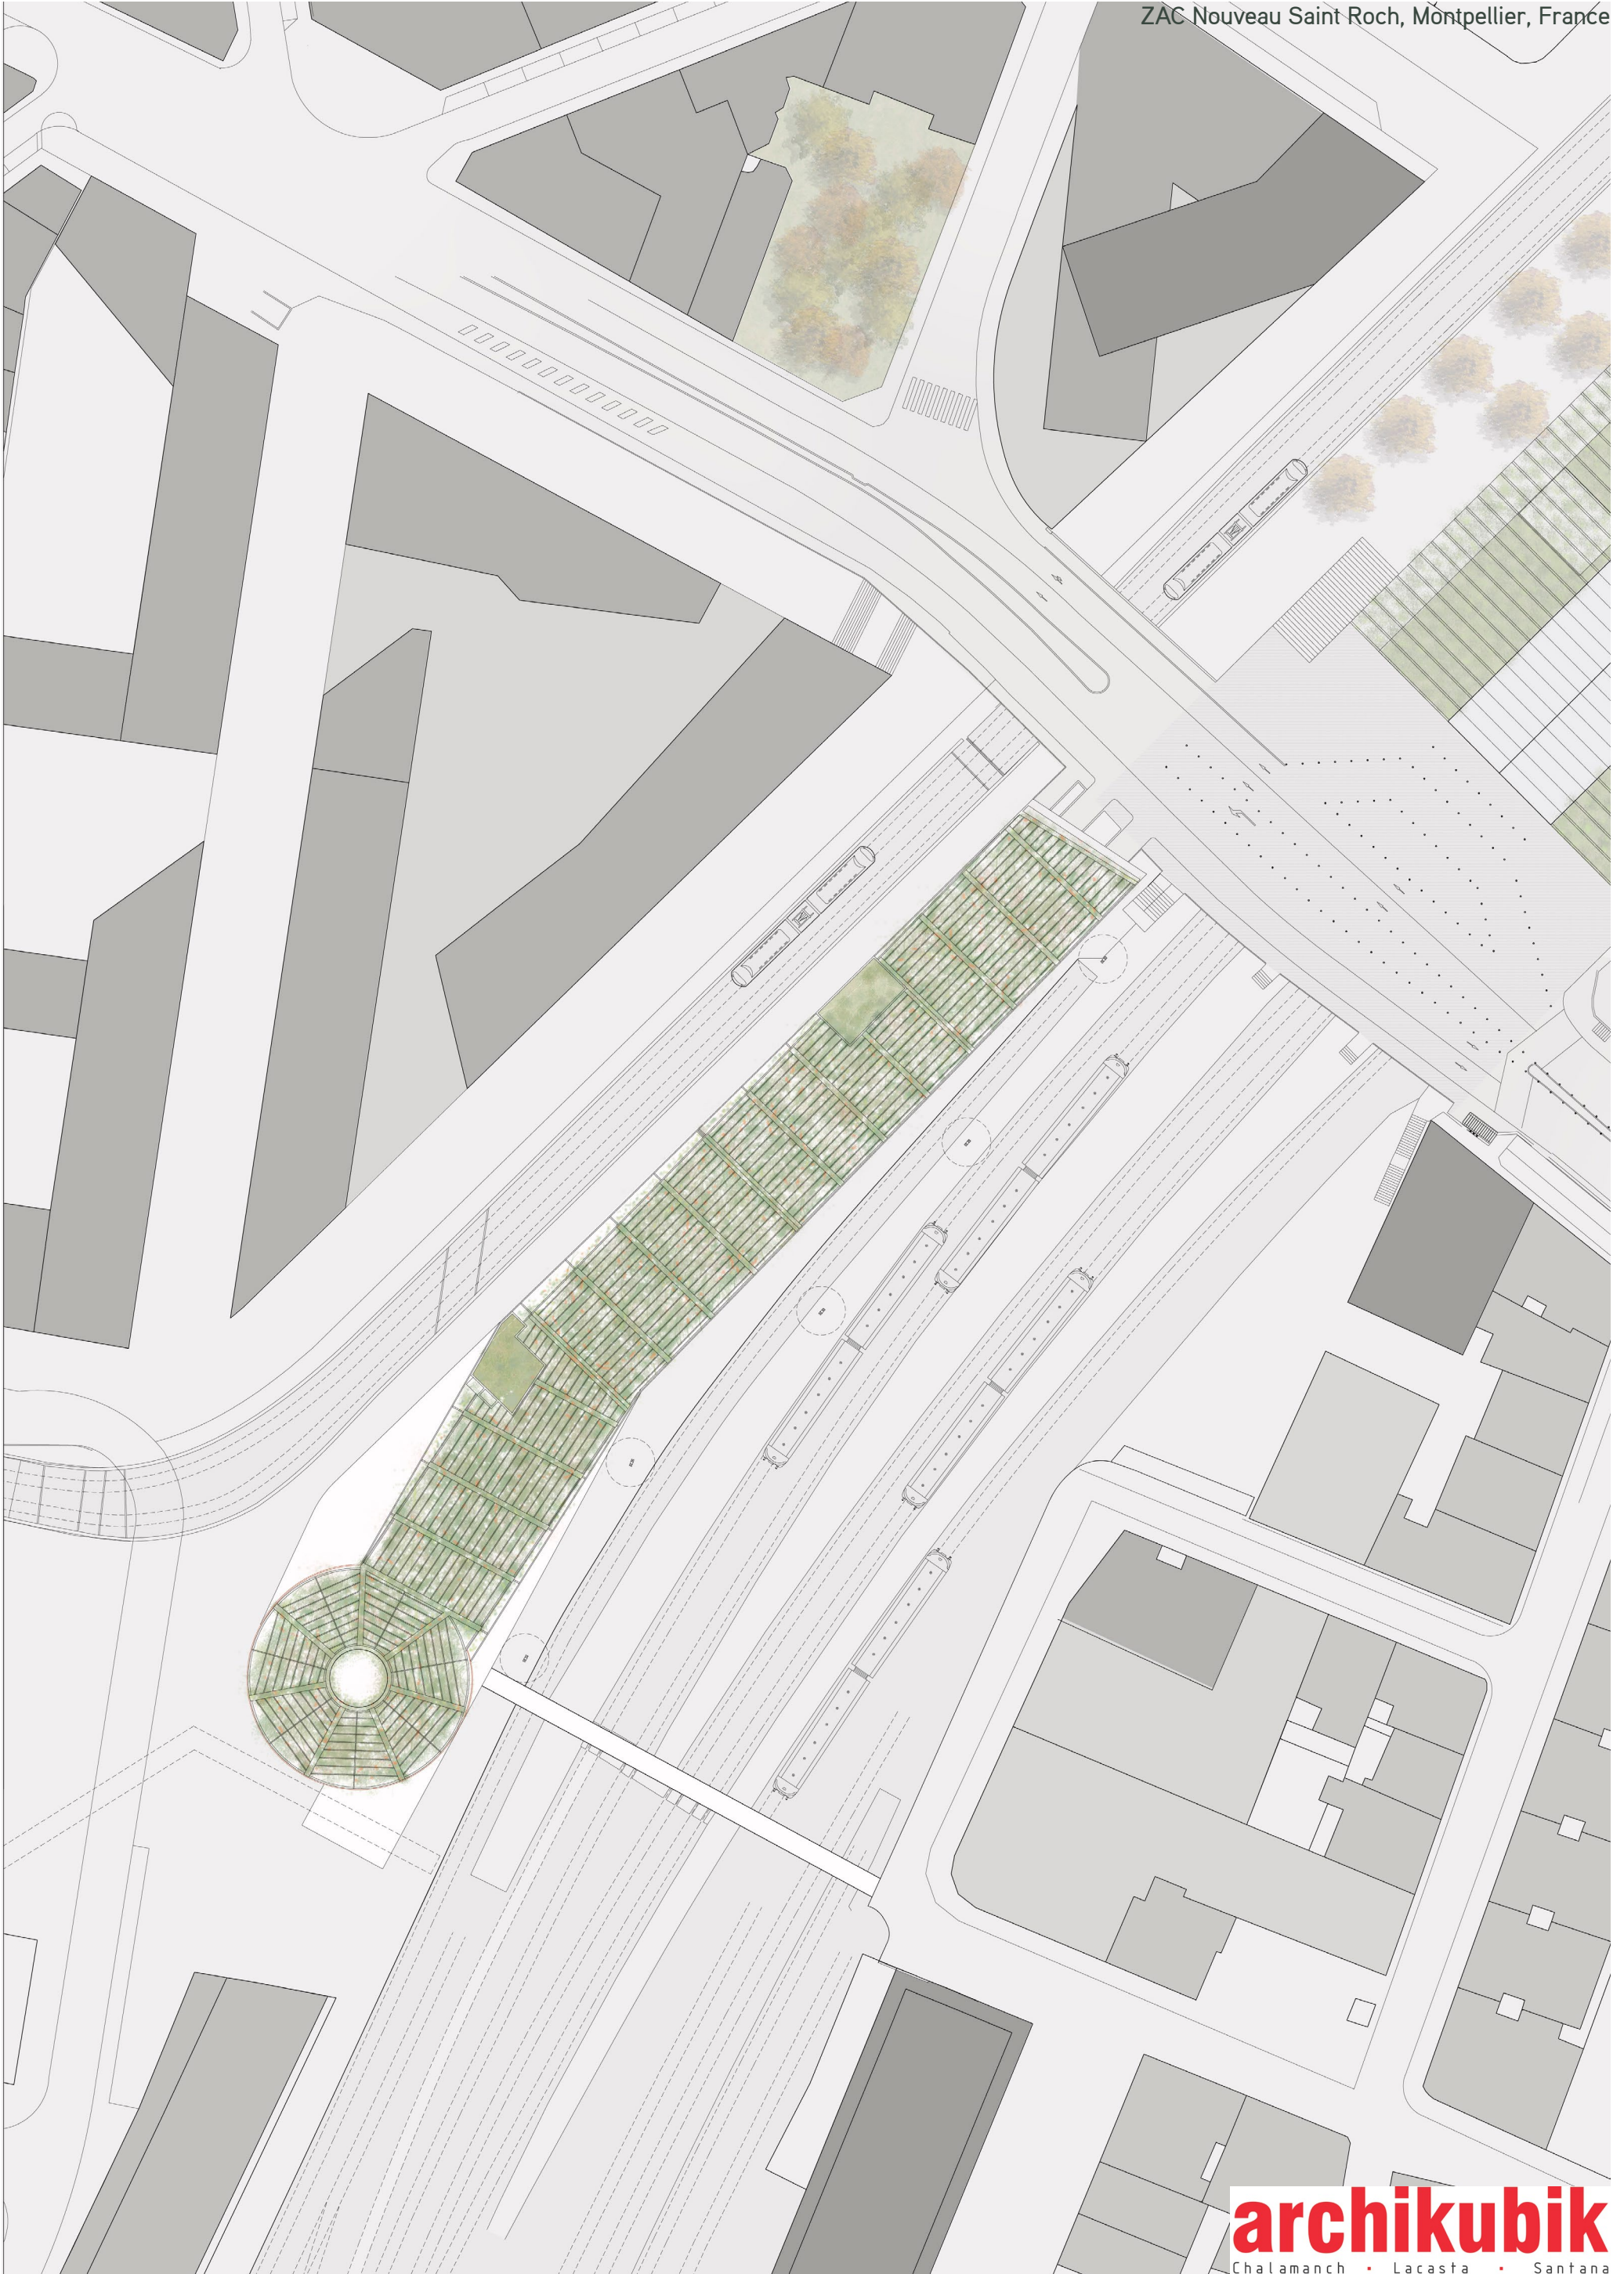 ZAC Nouveau Saint Roch, Montpellier, France
archikubik
Chalamanch · Lacasta · Santana